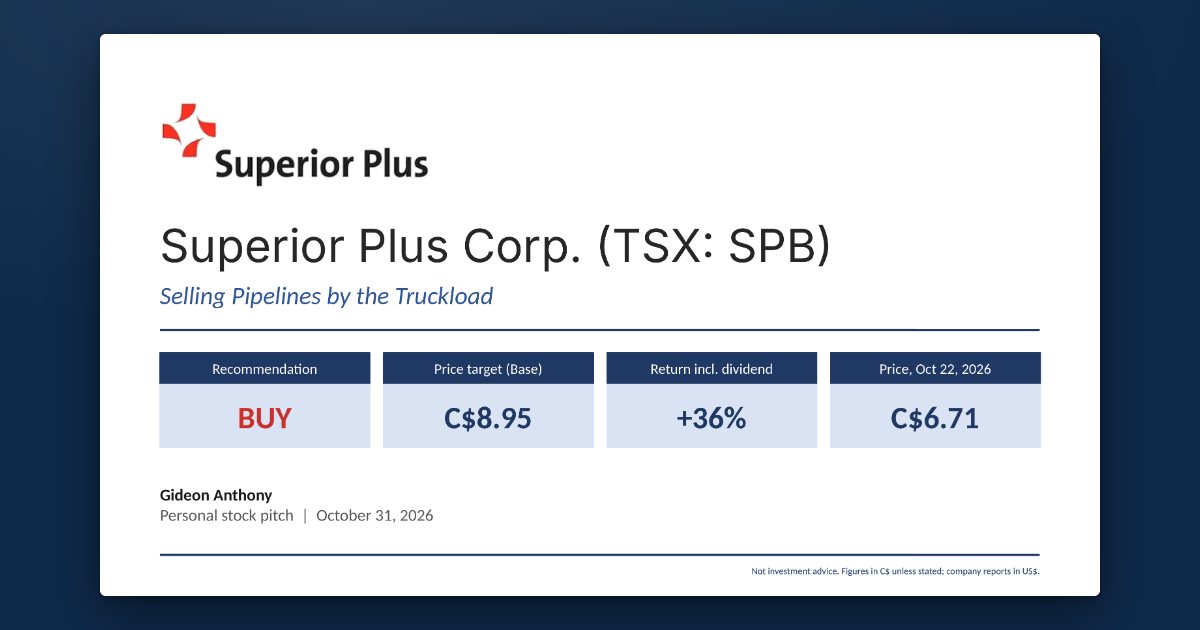 Superior Plus
Superior Plus Corp. (TSX: SPB)
Selling Pipelines by the Truckload
Recommendation
BUY
Price target (Base)
C$8.95
Return incl. dividend
+36%
Price, Oct 22, 2026
C$6.71
Gideon Anthony
Personal stock pitch | October 31, 2026
Not investment advice. Figures in C$ unless stated; company reports in US$.